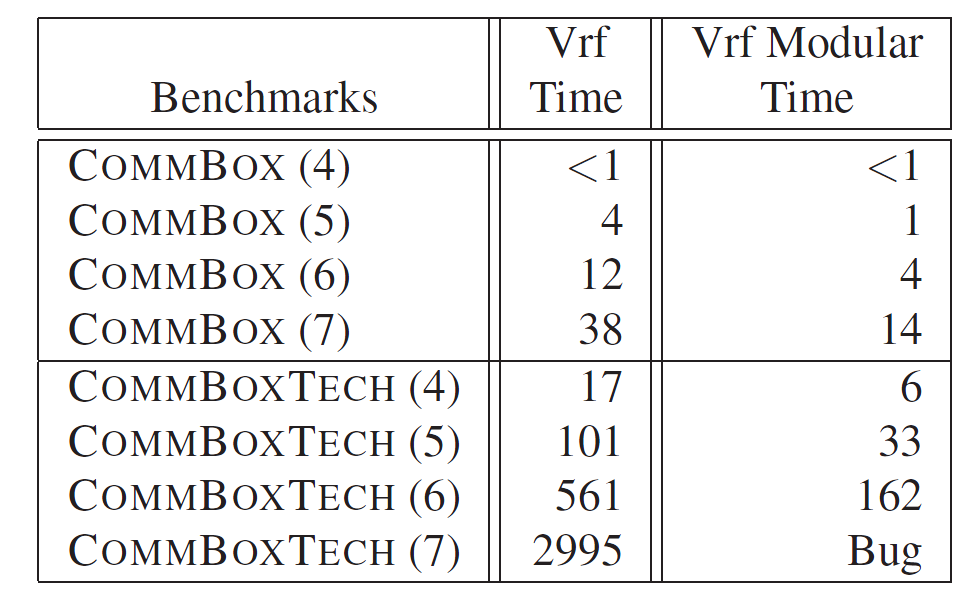 Vrf Vrf Modular
Benchmarks Time Time
COMMBOX (4) <1 <1
COMMBOX (5) 4 1
COMMBOX (6) 12 4
COMMBOX (7) 38 14
COMMBOXTECH (4) 17 6
COMMBOXTECH (5) 101 33
COMMBOXTECH (6) 561 162
COMMBOXTECH (7) 2995 Bug